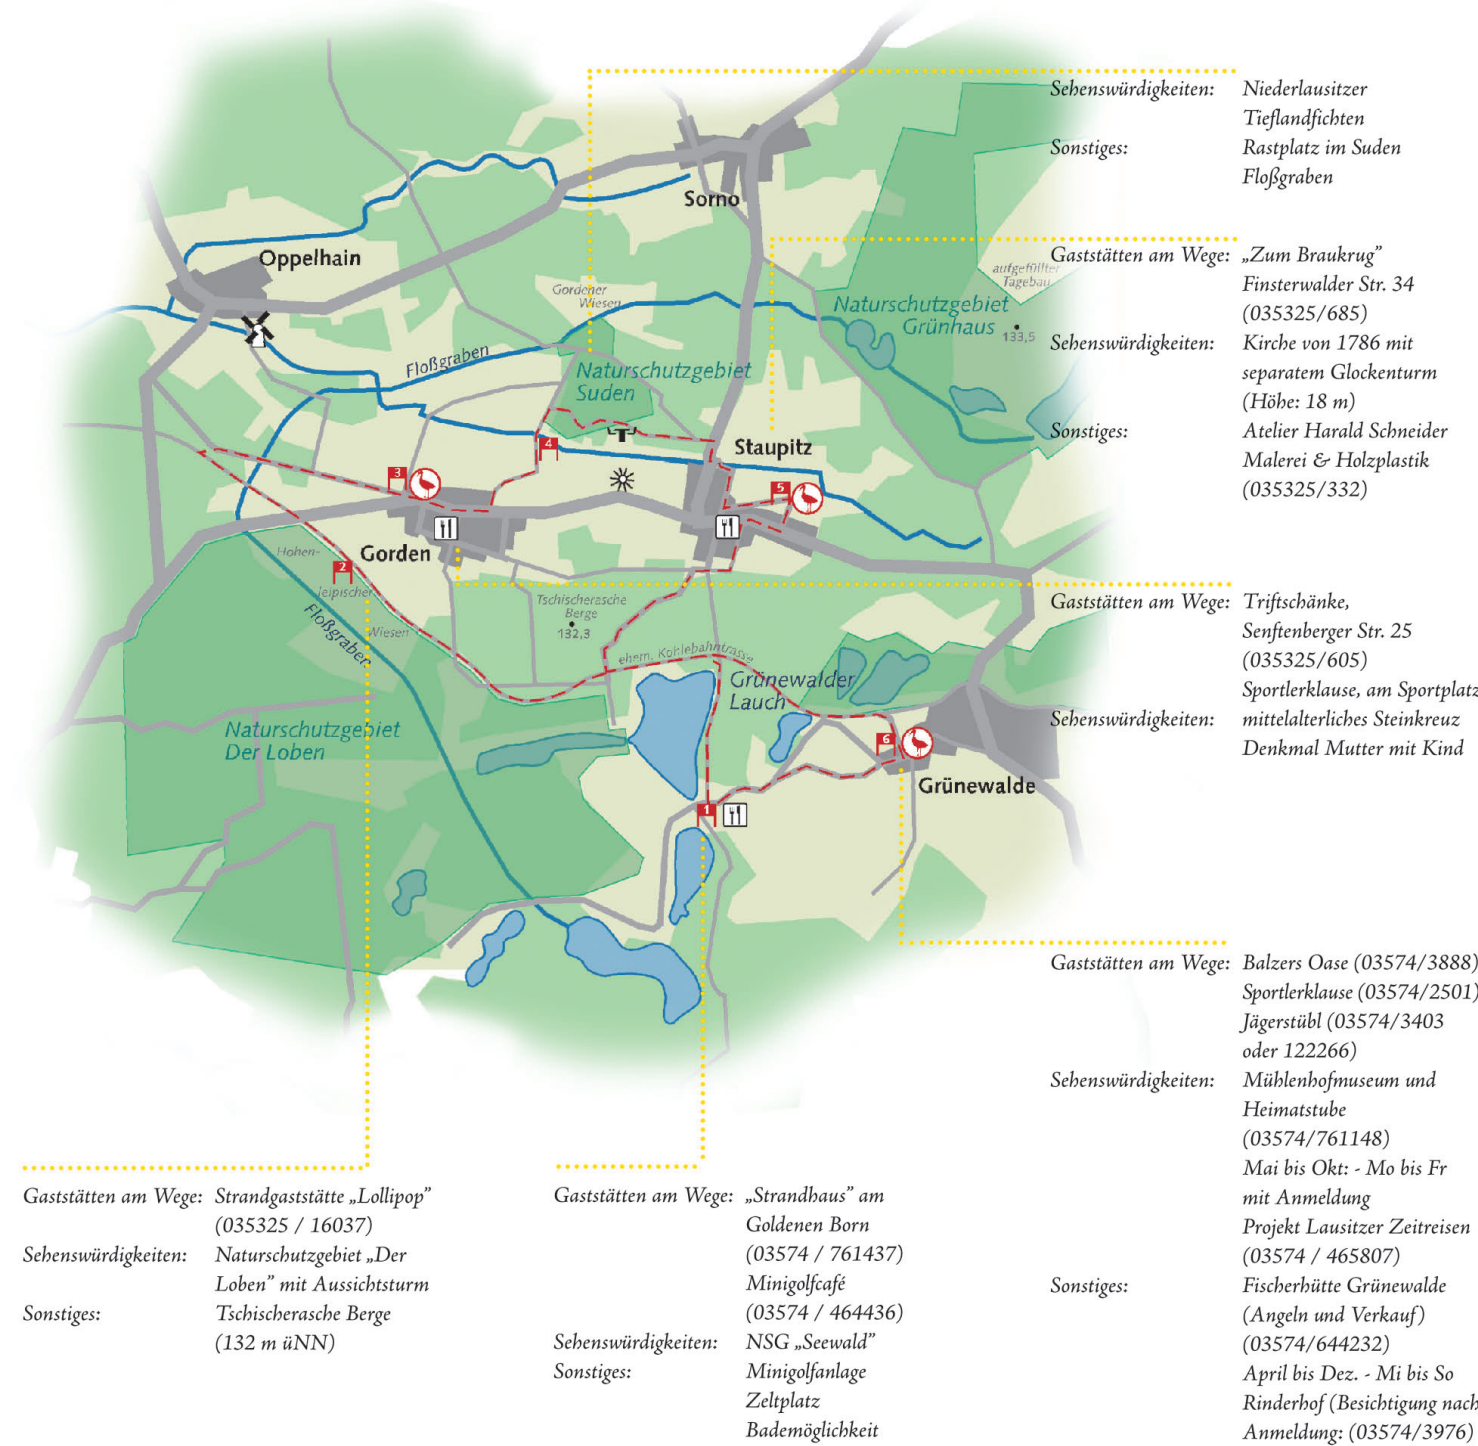 Sorno
Oppelhain
Gordener
Wiesen
aufgefüllter
Tagebau
Naturschutzgebiet
Grünhaus
133,5
Floßgraben
Naturschutzgebiet
Suden
Staupitz
4
3
5
Hohen-
leipischer
Wiesen
2
Gorden
Floßgraben
Tschischerasche
Berge
132,3
ehem. Kohlebahntrasse
Grünewalder
Lauch
Naturschutzgebiet
Der Loben
6
Grünewalde
1
Sehenswürdigkeiten: Niederlausitzer
Tieflandfichten
Sonstiges: Rastplatz im Suden
Floßgraben
Gaststätten am Wege: „Zum Braukrug”
Finsterwalder Str. 34
(035325/685)
Sehenswürdigkeiten: Kirche von 1786 mit
separatem Glockenturm
(Höhe: 18 m)
Sonstiges: Atelier Harald Schneider
Malerei & Holzplastik
(035325/332)
Gaststätten am Wege: Triftschänke,
Senftenberger Str. 25
(035325/605)
Sportlerklause, am Sportplatz
Sehenswürdigkeiten: mittelalterliches Steinkreuz
Denkmal Mutter mit Kind
Gaststätten am Wege: Balzers Oase (03574/3888)
Sportlerklause (03574/2501)
Jägerstübl (03574/3403
oder 122266)
Sehenswürdigkeiten: Mühlenhofmuseum und
Heimatstube
(03574/761148)
Mai bis Okt: - Mo bis Fr
mit Anmeldung
Projekt Lausitzer Zeitreisen
(03574 / 465807)
Sonstiges: Fischerhütte Grünewalde
(Angeln und Verkauf)
(03574/644232)
April bis Dez. - Mi bis So
Rinderhof (Besichtigung nach
Anmeldung: (03574/3976)
Gaststätten am Wege: Strandgaststätte „Lollipop”
(035325 / 16037)
Sehenswürdigkeiten: Naturschutzgebiet „Der
Loben” mit Aussichtsturm
Sonstiges: Tschischerasche Berge
(132 m üNN)
Gaststätten am Wege: „Strandhaus” am
Goldenen Born
(03574 / 761437)
Minigolfcafé
(03574 / 464436)
Sehenswürdigkeiten: NSG „Seewald”
Sonstiges: Minigolfanlage
Zeltplatz
Bademöglichkeit